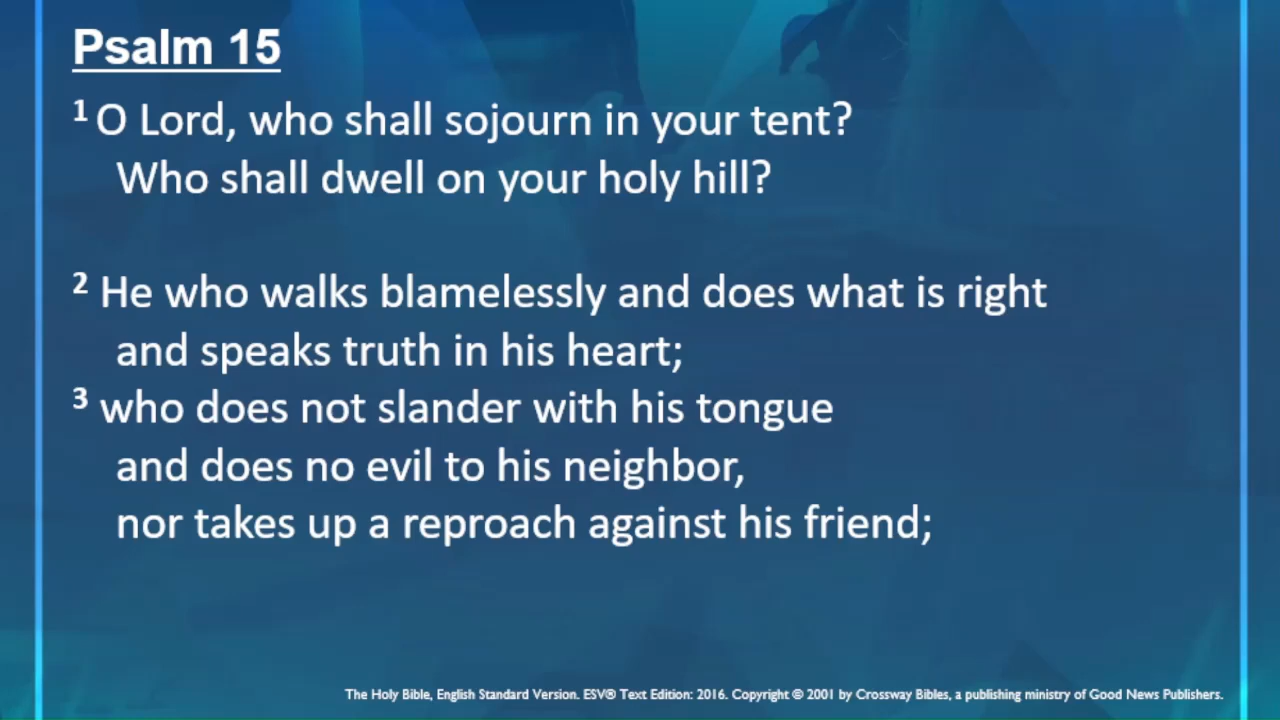 Psalm 15
1 O Lord, who shall sojourn in your tent?
Who shall dwell on your holy hill?
2 He who walks blamelessly and does what is right
and speaks truth in his heart;
3 who does not slander with his tongue
and does no evil to his neighbor,
nor takes up a reproach against his friend;
The Holy Bible, English Standard Version. ESV® Text Edition: 2016. Copyright © 2001 by Crossway Bibles, a publishing ministry of Good News Publishers.